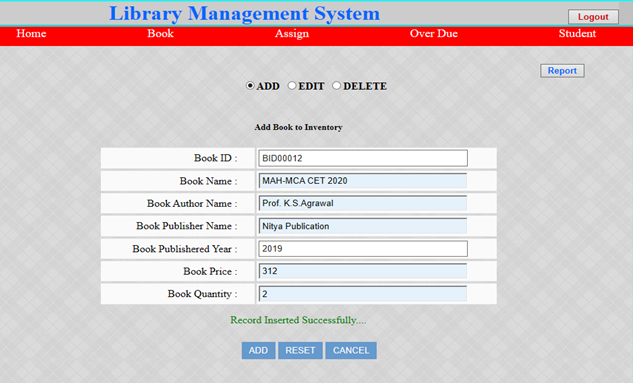 Library Management System
Logout
Home Book Assign Over Due Student
Report
ADD EDIT DELETE
Add Book to Inventory
Book ID : BID00012
Book Name : MAH-MCA CET 2020
Book Author Name : Prof. K.S.Agrawal
Book Publisher Name : Nitya Publication
Book Publishered Year : 2019
Book Price : 312
Book Quantity : 2
Record Inserted Successfully....
ADD RESET CANCEL